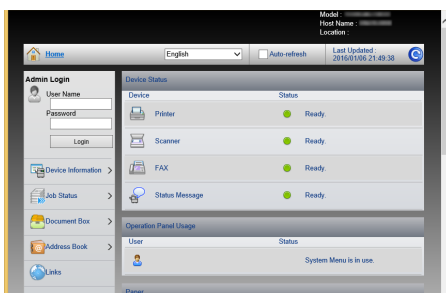 Model :
Host Name :
Location :
Home
English
Auto-refresh
Last Updated :
2016/01/06 21:49:38
Admin Login
User Name
Password
Login
Device Information
Job Status
Document Box
Address Book
Links
Device Status
Device Status
Printer Ready.
Scanner Ready.
FAX Ready.
Status Message Ready.
Operation Panel Usage
User Status
System Menu is in use.
Paper